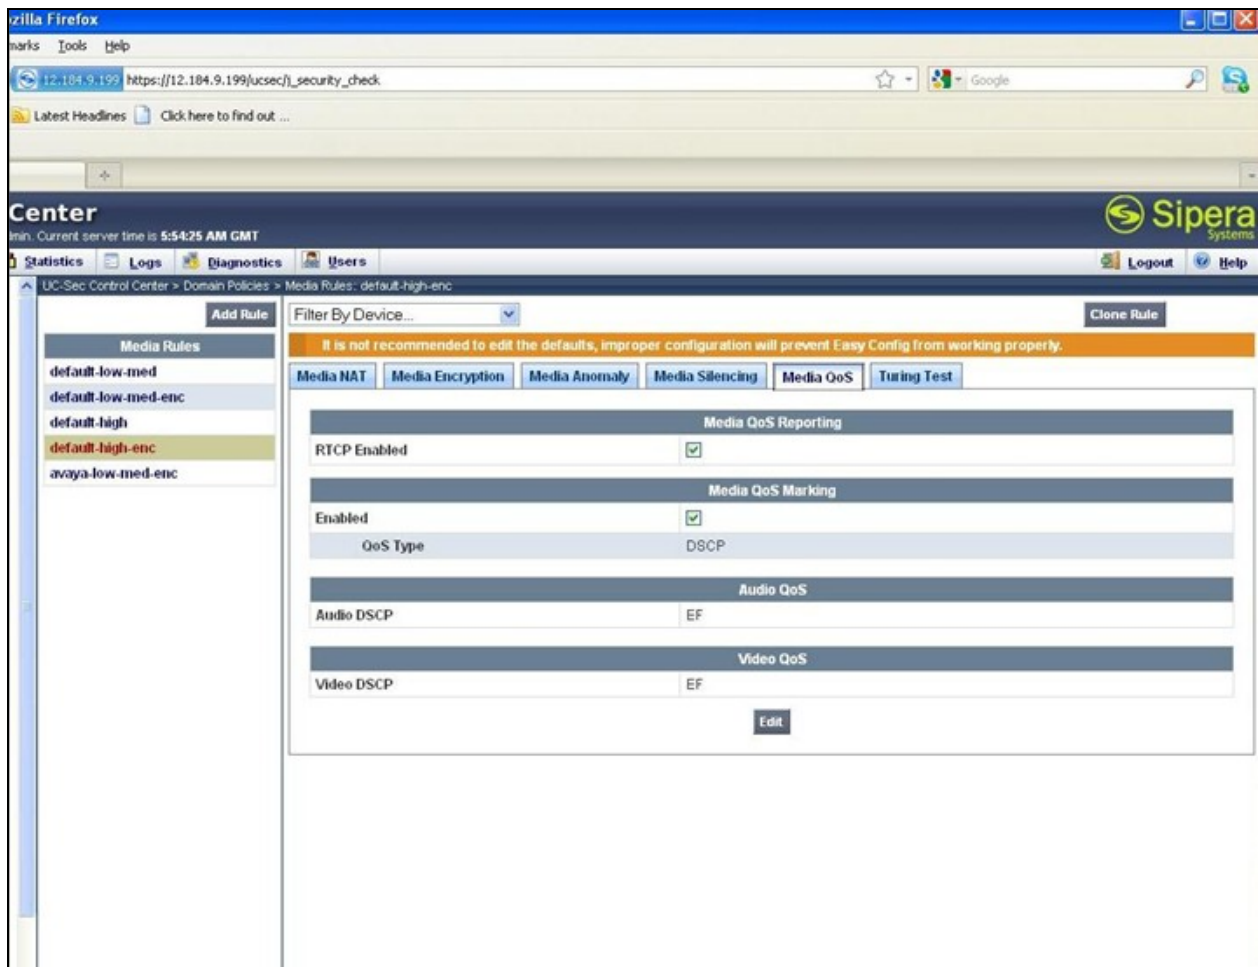 zilla Firefox
marks Tools Help
12.184.9.199 https://12.184.9.199/ucsec/j_security_check
Google
Latest Headlines Click here to find out ...
Center
Sipera
Systems
min. Current server time is 5:54:25 AM GMT
Statistics Logs Diagnostics Users Logout Help
UC-Sec Control Center > Domain Policies > Media Rules: default-high-enc
Add Rule Filter By Device... Clone Rule
Media Rules
default-low-med
default-low-med-enc
default-high
default-high-enc
avaya-low-med-enc
It is not recommended to edit the defaults, improper configuration will prevent Easy Config from working properly.
Media NAT Media Encryption Media Anomaly Media Silencing Media QoS Turing Test
Media QoS Reporting
RTCP Enabled
Media QoS Marking
Enabled
QoS Type DSCP
Audio QoS
Audio DSCP EF
Video QoS
Video DSCP EF
Edit